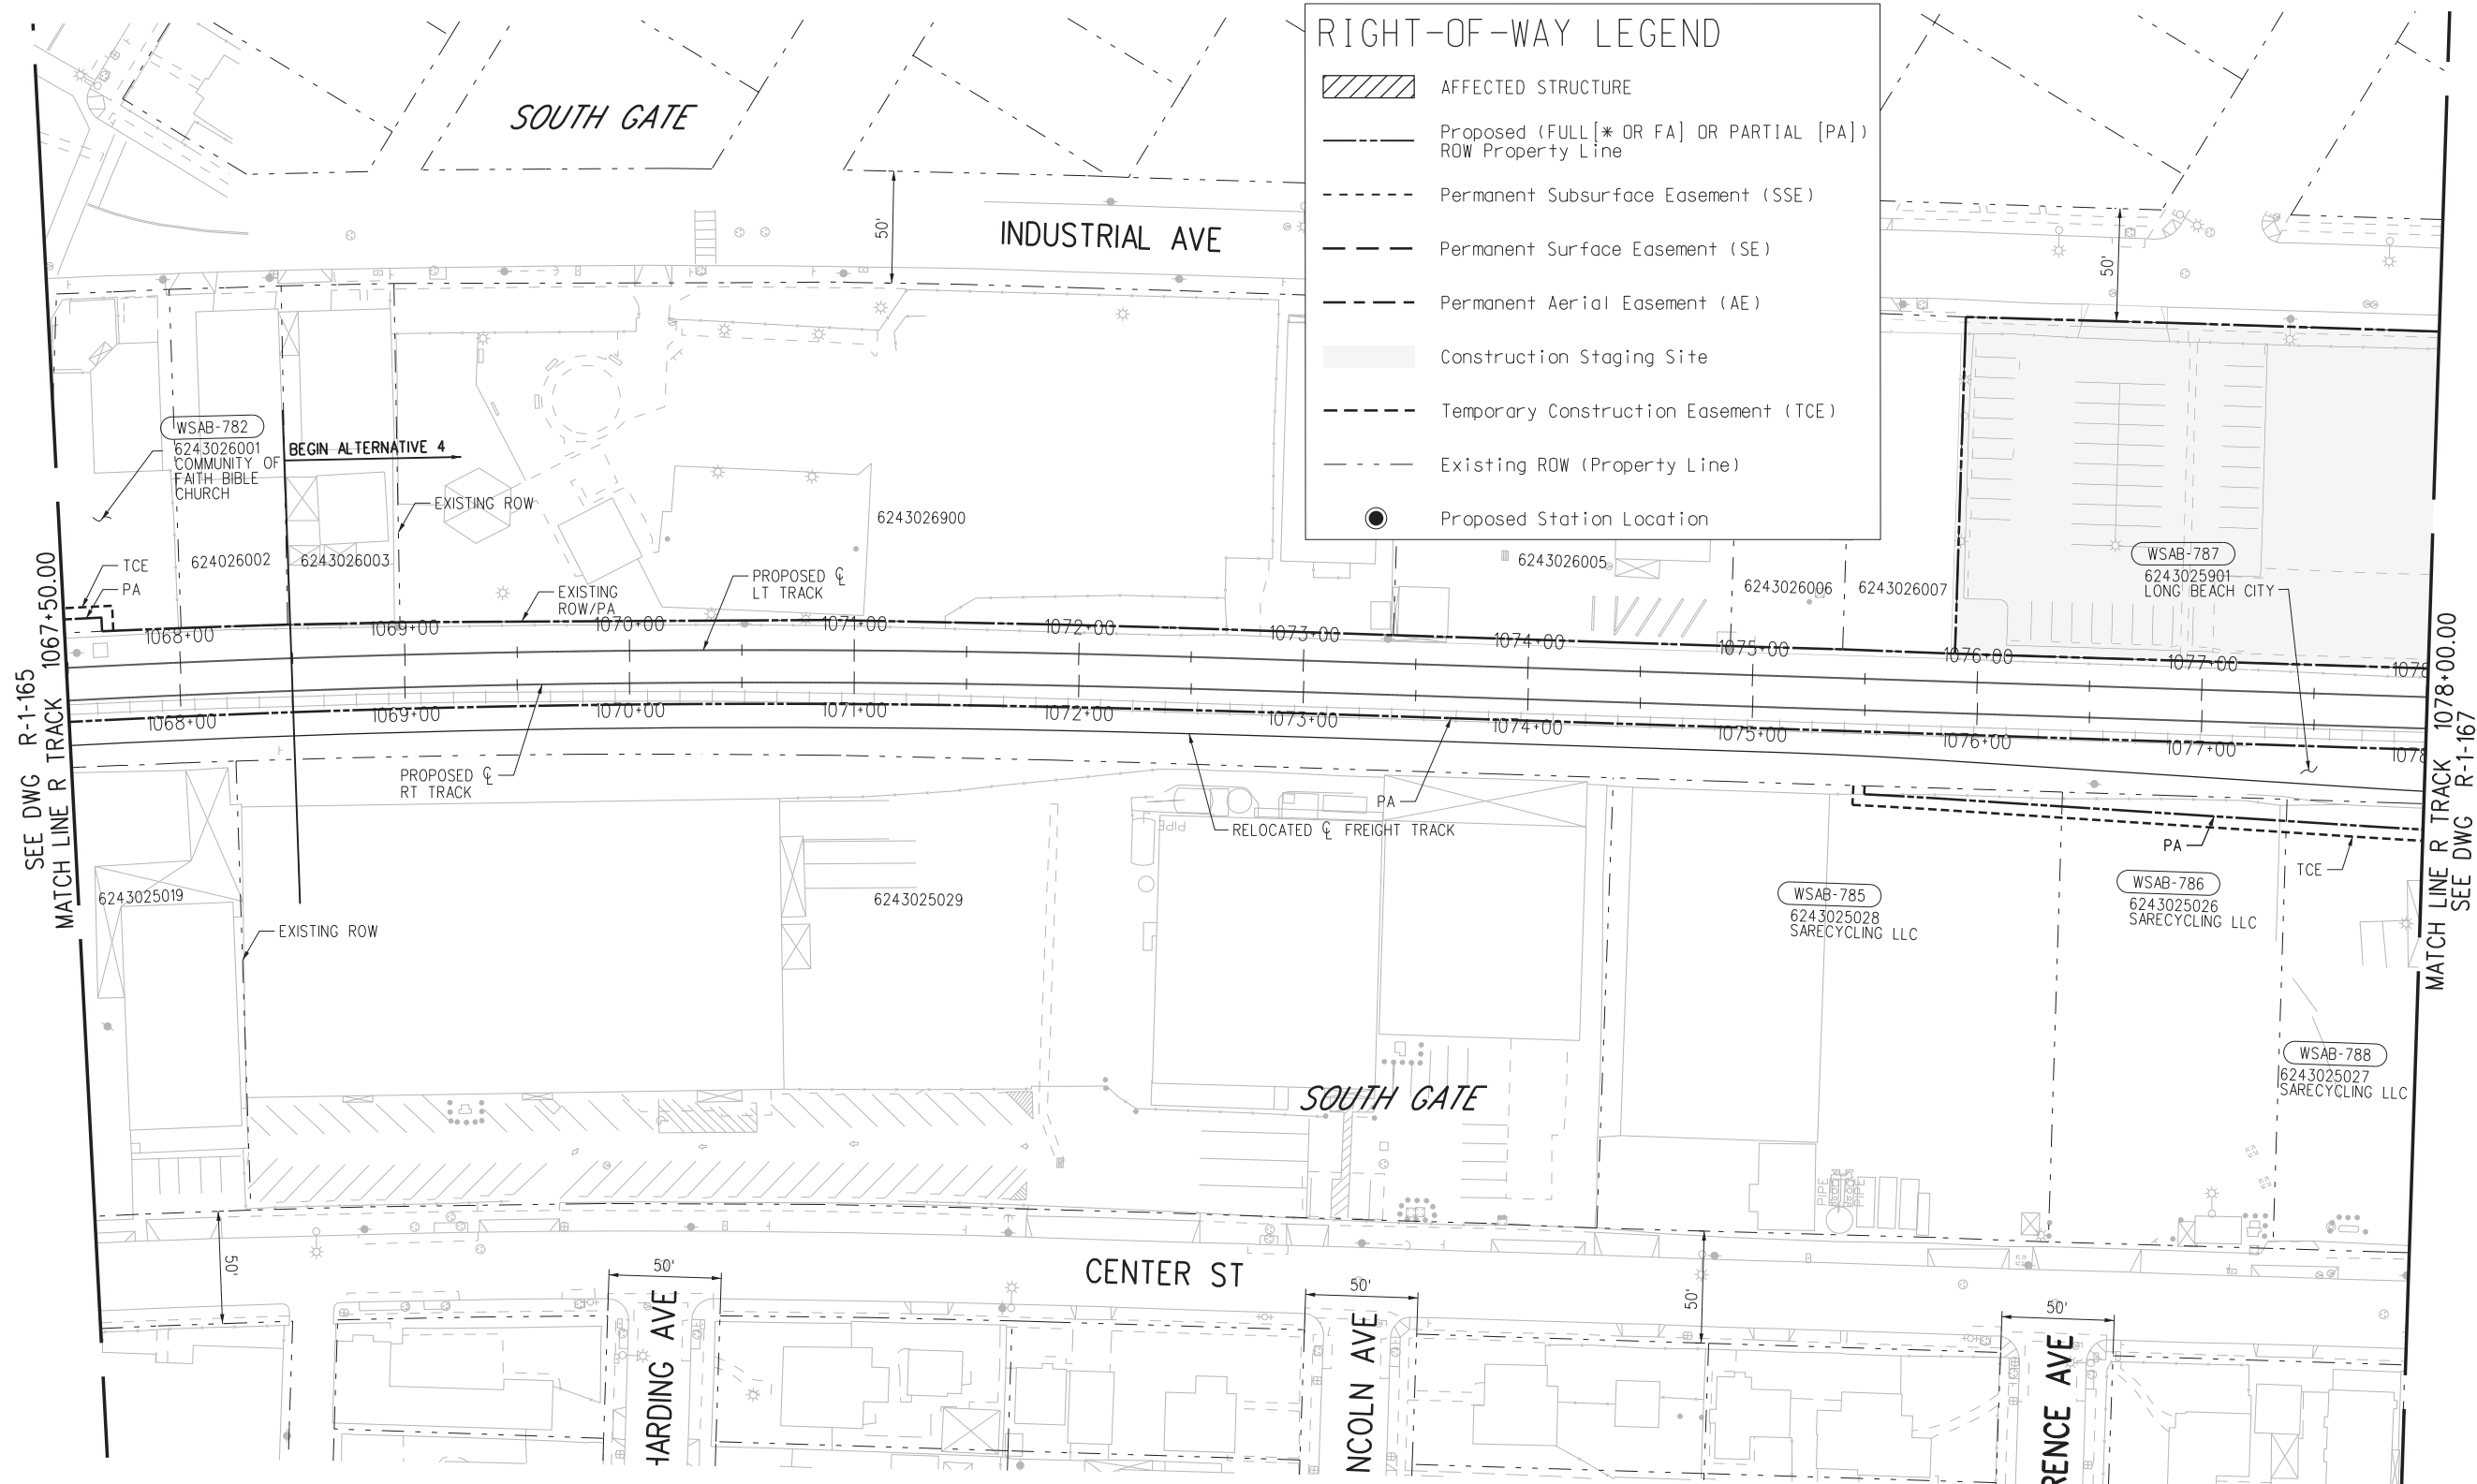 RIGHT-OF-WAY LEGEND
AFFECTED STRUCTURE
Proposed (FULL[* OR FA] OR PARTIAL [PA])
ROW Property Line
Permanent Subsurface Easement (SSE)
Permanent Surface Easement (SE)
Permanent Aerial Easement (AE)
Construction Staging Site
Temporary Construction Easement (TCE)
Existing ROW (Property Line)
Proposed Station Location
SOUTH GATE
INDUSTRIAL AVE
50'
50'
WSAB-782
6243026001
COMMUNITY OF
FAITH BIBLE
CHURCH
BEGIN ALTERNATIVE 4
EXISTING ROW
6243026900
TCE
PA
624026002
6243026003
EXISTING
ROW/PA
PROPOSED ℄
LT TRACK
6243026005
6243026006
6243026007
WSAB-787
6243025901
LONG BEACH CITY
1068+00
1069+00
1070+00
1071+00
1072+00
1073+00
1074+00
1075+00
1076+00
1077+00
1078
SEE DWG R-1-165
MATCH LINE R TRACK 1067+50.00
MATCH LINE R TRACK 1078+00.00
SEE DWG R-1-167
1068+00
1069+00
1070+00
1071+00
1072+00
1073+00
1074+00
1075+00
1076+00
1077+00
1078
PROPOSED ℄
RT TRACK
PA
RELOCATED ℄ FREIGHT TRACK
PIPE
PA
TCE
6243025019
EXISTING ROW
6243025029
WSAB-785
6243025028
SARECYCLING LLC
WSAB-786
6243025026
SARECYCLING LLC
WSAB-788
6243025027
SARECYCLING LLC
SOUTH GATE
PIPE
PIPE
50'
CENTER ST
50'
50'
50'
50'
HARDING AVE
NCOLN AVE
RENCE AVE